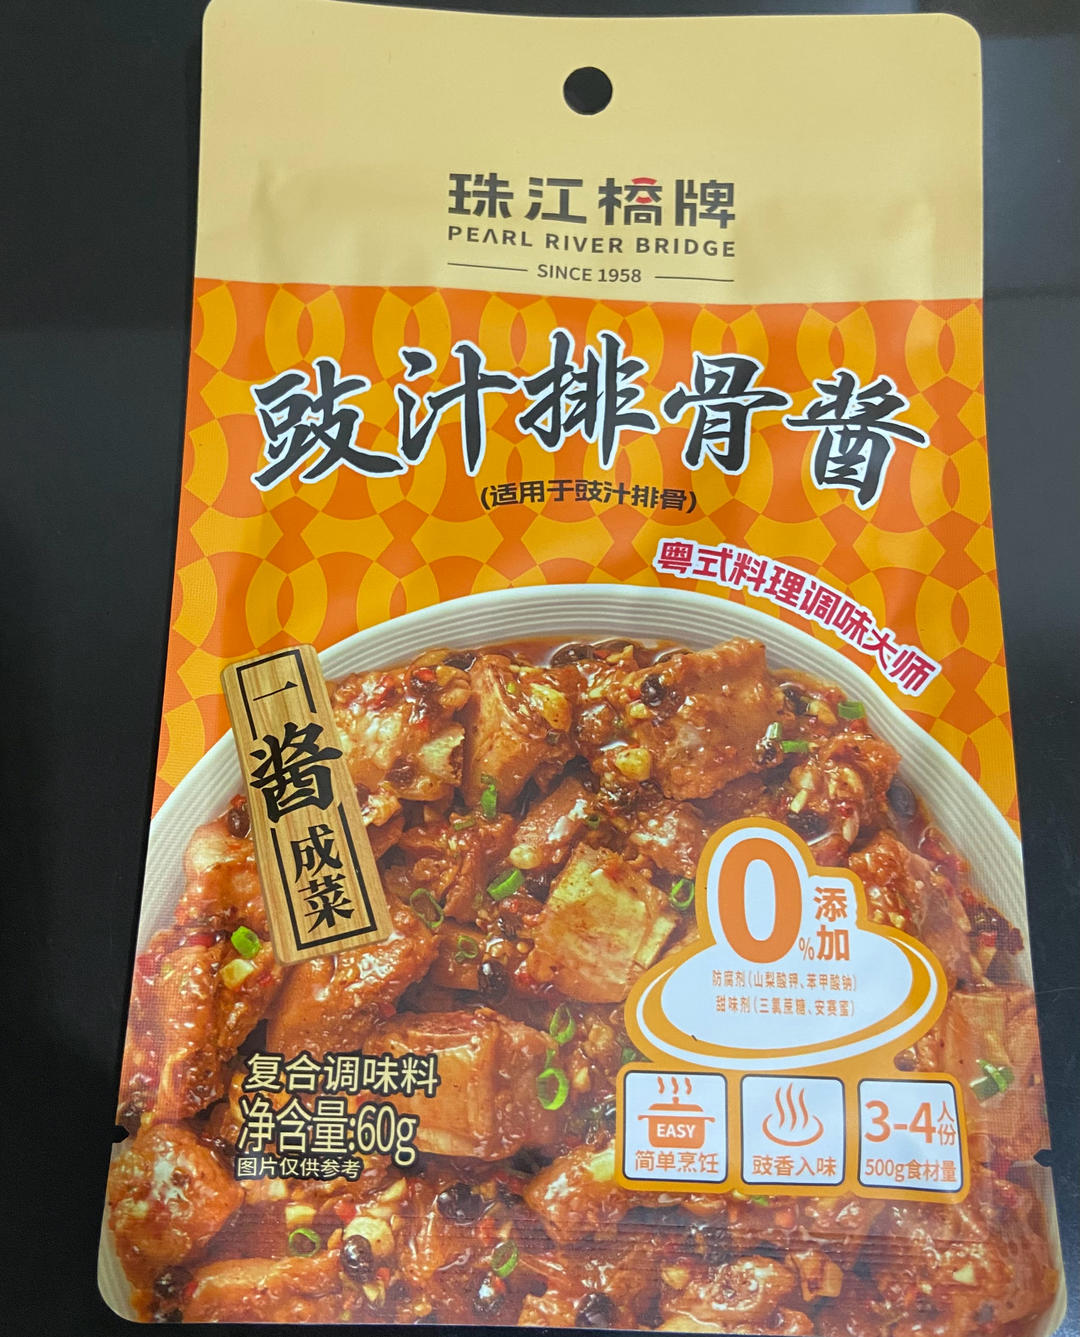 珠江橋牌
PEARL RIVER BRIDGE
SINCE 1958
豉汁排骨酱
(适用于豉汁排骨)
粤式料理调味大师
一酱成菜
0%添加
防腐剂(山梨酸钾、苯甲酸钠)
甜味剂(三氯蔗糖、安赛蜜)
复合调味料
净含量:60g
图片仅供参考
EASY
简单烹饪
豉香入味
3-4人份
500g食材量